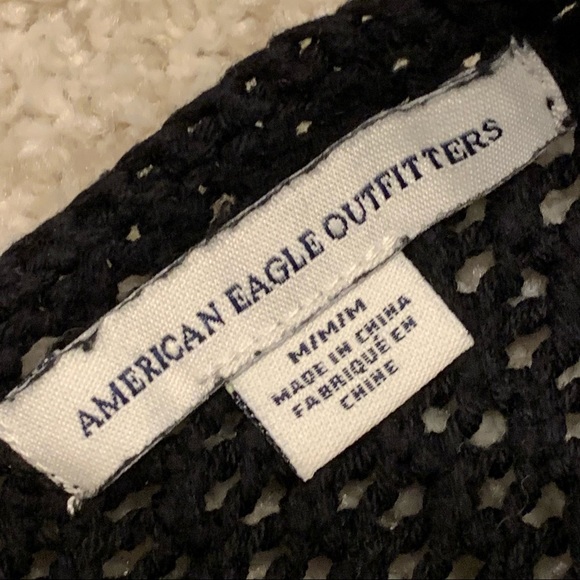 AMERICAN EAGLE OUTFITTERS
M/M/M
MADE IN CHINA
FABRIQUÉ EN
CHINE